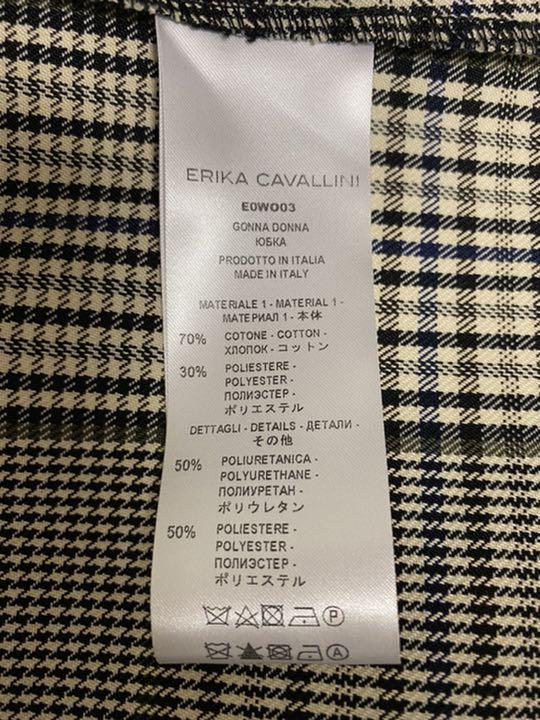 ERIKA CAVALLINI
E0WO03
GONNA DONNA
ЮБКА
PRODOTTO IN ITALIA
MADE IN ITALY
MATERIALE 1 - MATERIAL 1 -
МАТЕРИАЛ 1 - 本体
70% COTONE - COTTON -
ХЛОПОК - コットン
30% POLIESTERE -
POLYESTER -
ПОЛИЭСТЕР -
ポリエステル
DETTAGLI - DETAILS - ДЕТАЛИ -
その他
50% POLIURETANICA -
POLYURETHANE -
ПОЛИУРЕТАН -
ポリウレタン
50% POLIESTERE -
POLYESTER -
ПОЛИЭСТЕР -
ポリエステル
P
A